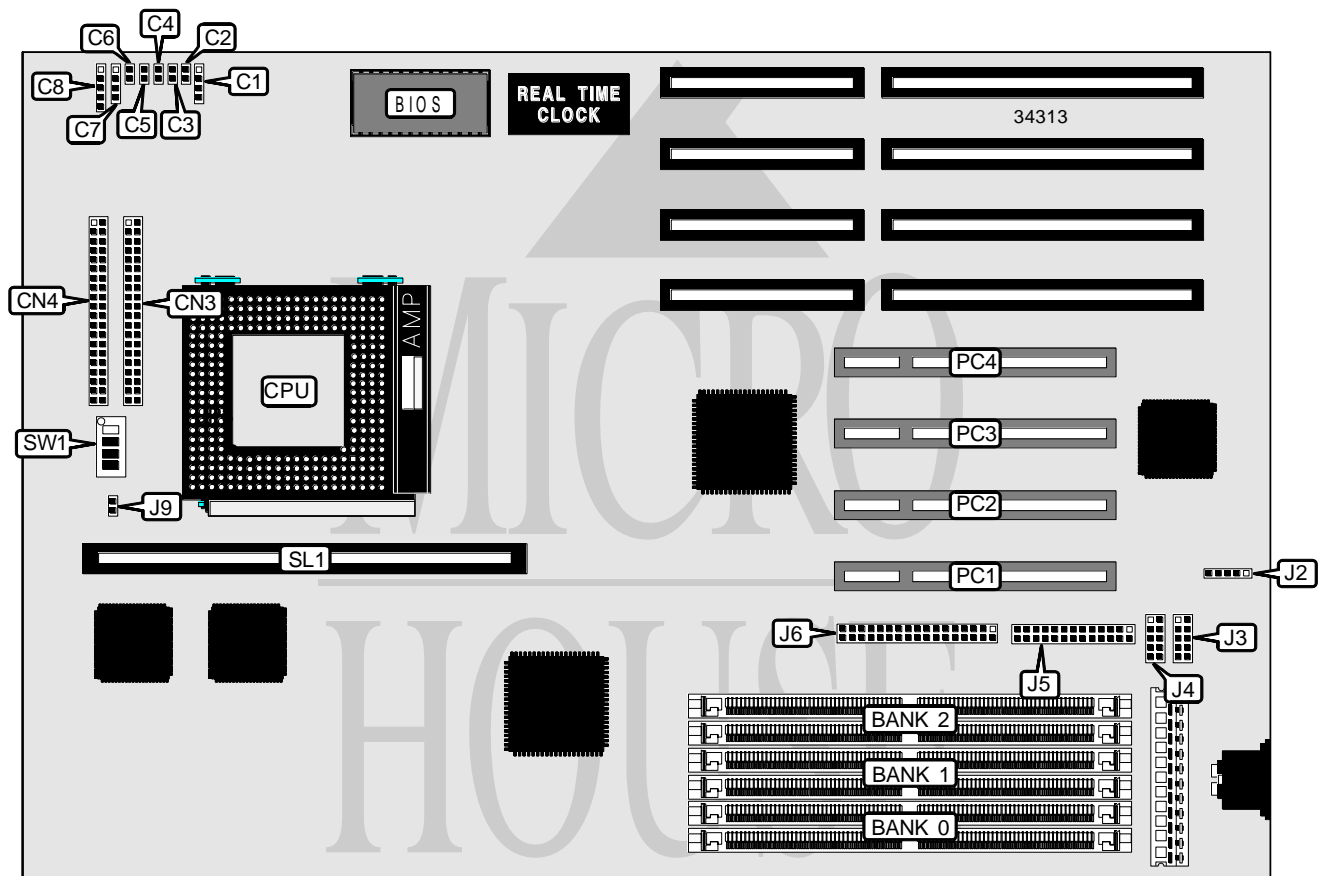 C4
C6
C2
C8
C1
C7
C5
C3
BIOS
REAL TIME
CLOCK
34313
CN4
CN3
AMP
CPU
SW1
J9
SL1
PC4
PC3
PC2
PC1
J2
J6
J5
J4
J3
BANK 2
BANK 1
BANK 0
MICRO
HOUSE